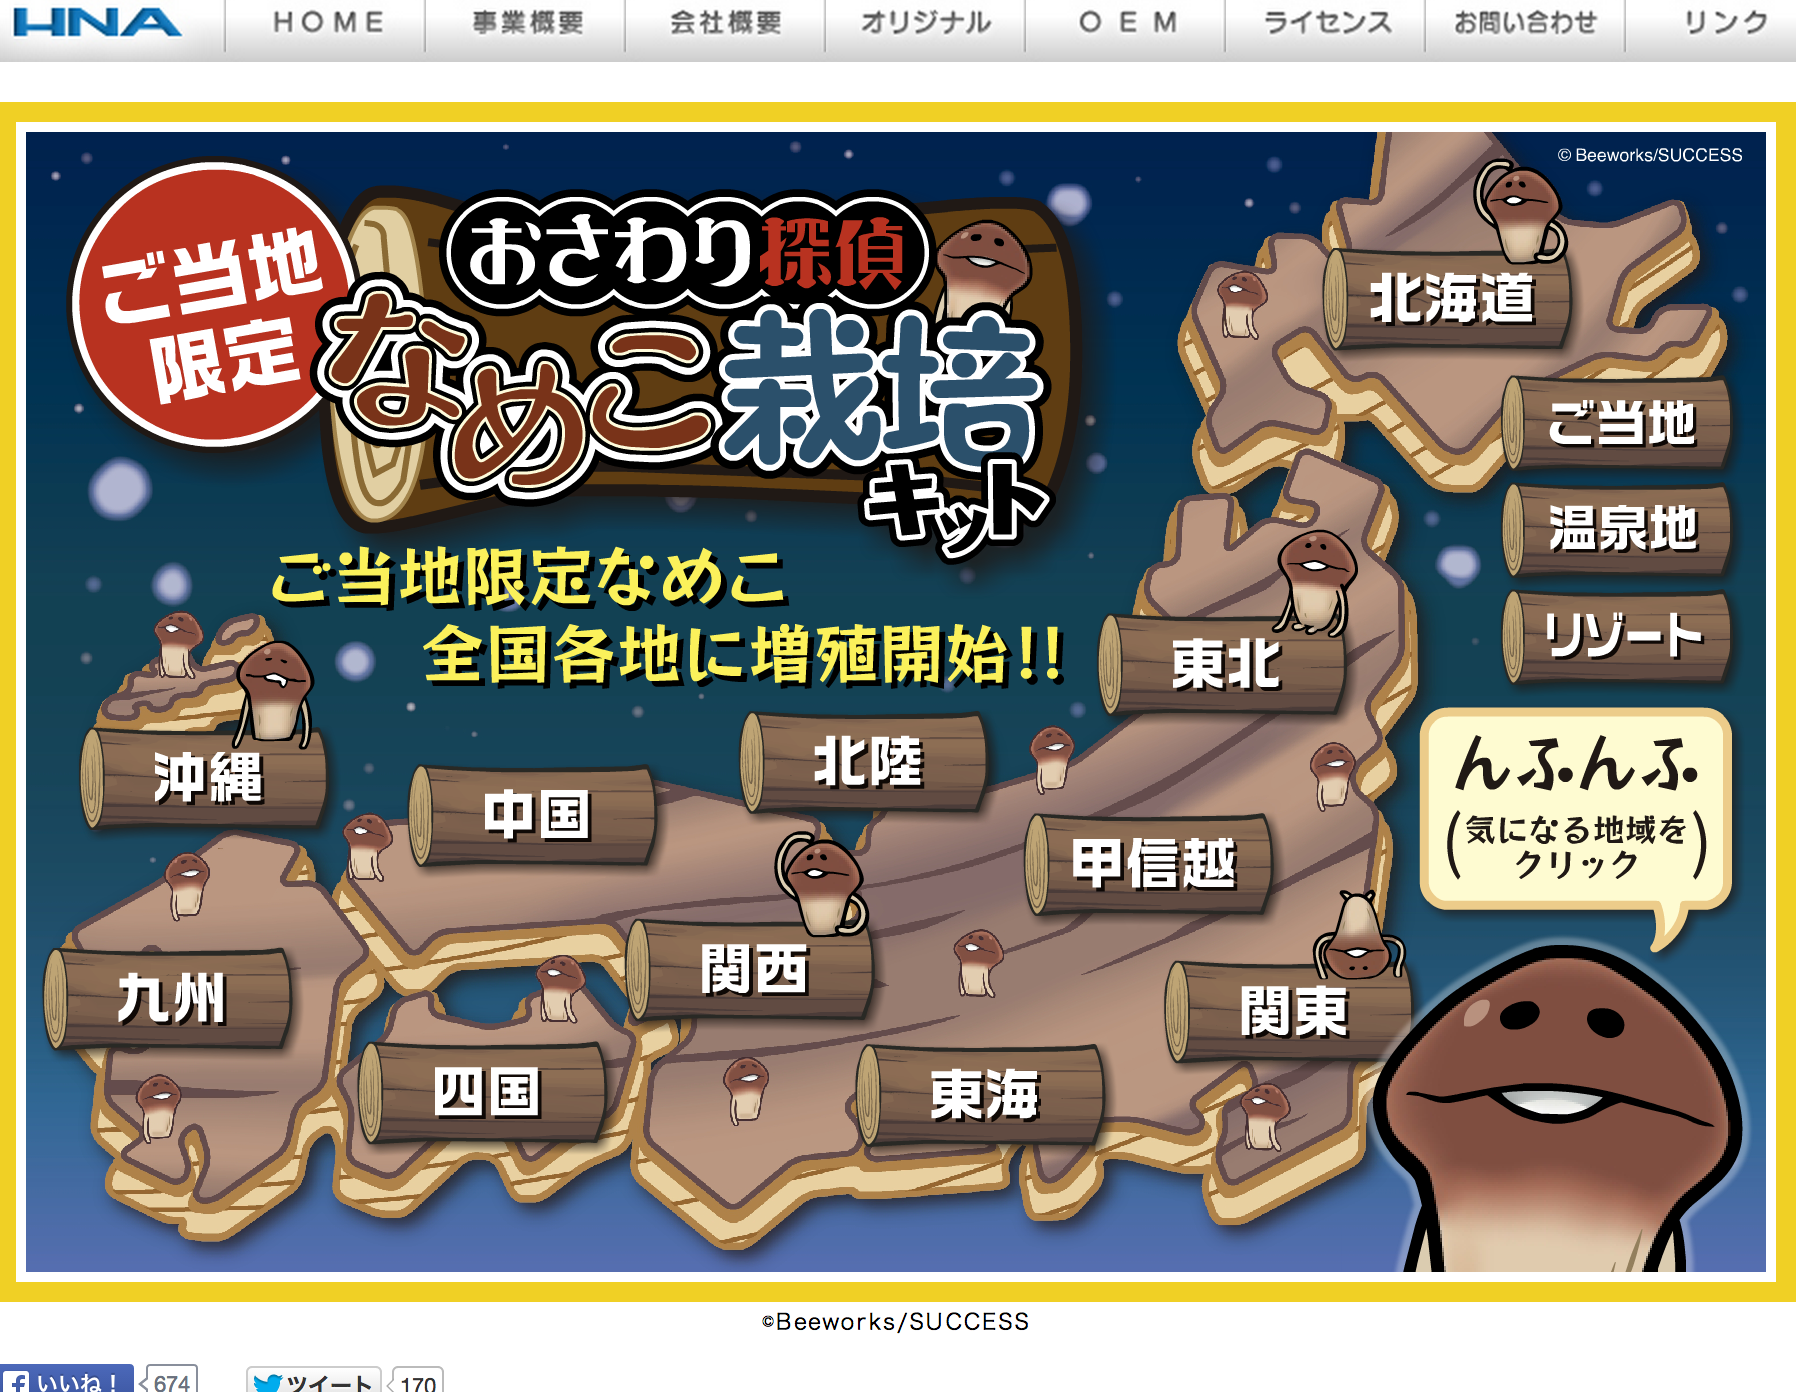 HNA
HOME
事業概要
会社概要
オリジナル
OEM
ライセンス
お問い合わせ
リンク
© Beeworks/SUCCESS
ご当地
限定
おさわり探偵
なめこ栽培
キット
ご当地限定なめこ
全国各地に増殖開始!!
北海道
ご当地
温泉地
リゾート
東北
沖縄
中国
北陸
甲信越
九州
関西
関東
四国
東海
んふんふ
(気になる地域を
クリック)
©Beeworks/SUCCESS
いいね！
674
ツイート
170